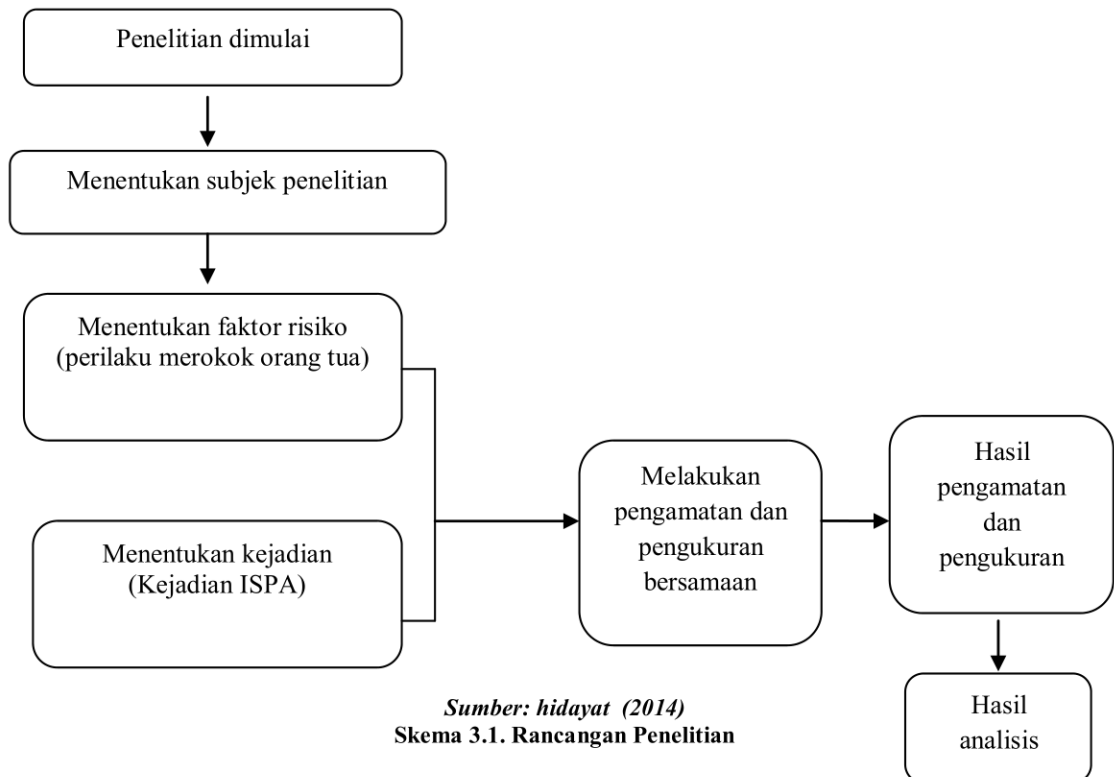 Penelitian dimulai
Menentukan subjek penelitian
Menentukan faktor risiko
(perilaku merokok orang tua)
Menentukan kejadian
(Kejadian ISPA)
Melakukan
pengamatan dan
pengukuran
bersamaan
Hasil
pengamatan
dan
pengukuran
Hasil
analisis
Sumber: hidayat (2014)
Skema 3.1. Rancangan Penelitian